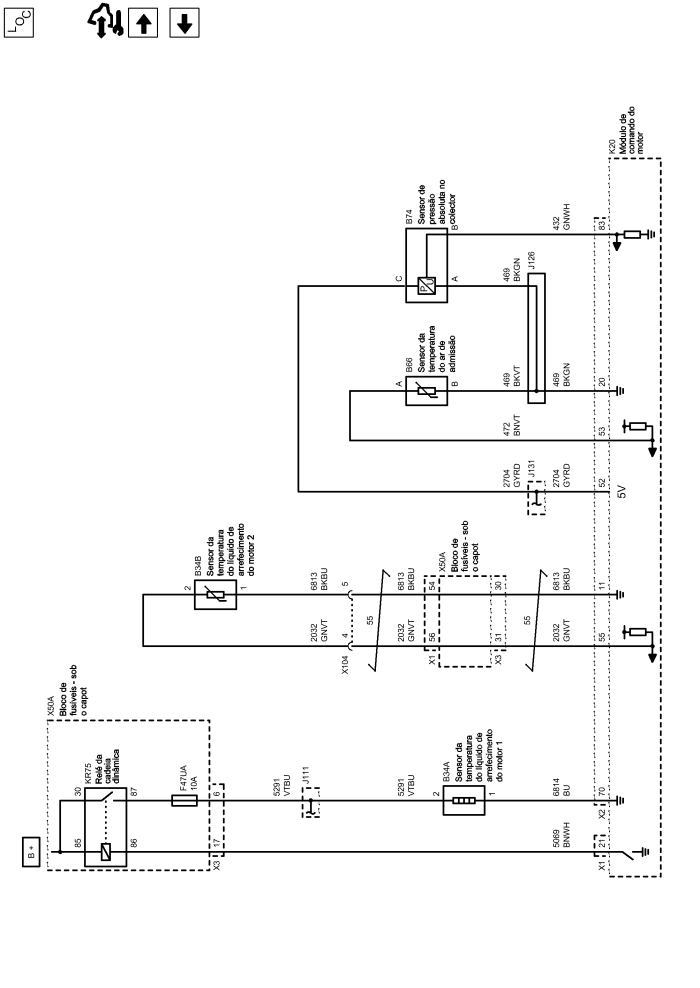 LOC
B +
X50A
Bloco de
fusíveis - sob
o capot
KR75
Relé da
cadeia
dinâmica
30
87
85
86
F47UA
10A
X3
17
6
5291
VTBU
J111
5291
VTBU
2
B34A
Sensor da
temperatura
do líquido de
arrefecimento
do motor 1
1
5069
BNWH
6814
BU
X1
21
X2
70
2
B34B
Sensor da
temperatura
do líquido de
arrefecimento
do motor 2
1
2032
GNVT
6813
BKBU
X104
4
5
55
2032
GNVT
6813
BKBU
X1
56
54
X50A
Bloco de
fusíveis - sob
o capot
X3
31
30
55
2032
GNVT
6813
BKBU
55
11
2704
GYRD
J131
2704
GYRD
52
5V
472
BNVT
53
A
B66
Sensor da
temperatura
do ar de
admissão
B
469
BKVT
469
BKGN
20
C
B74
Sensor de
pressão
absoluta no
colector
P
U
A
B
469
BKGN
J126
432
GNWH
83
K20
Módulo de
comando do
motor